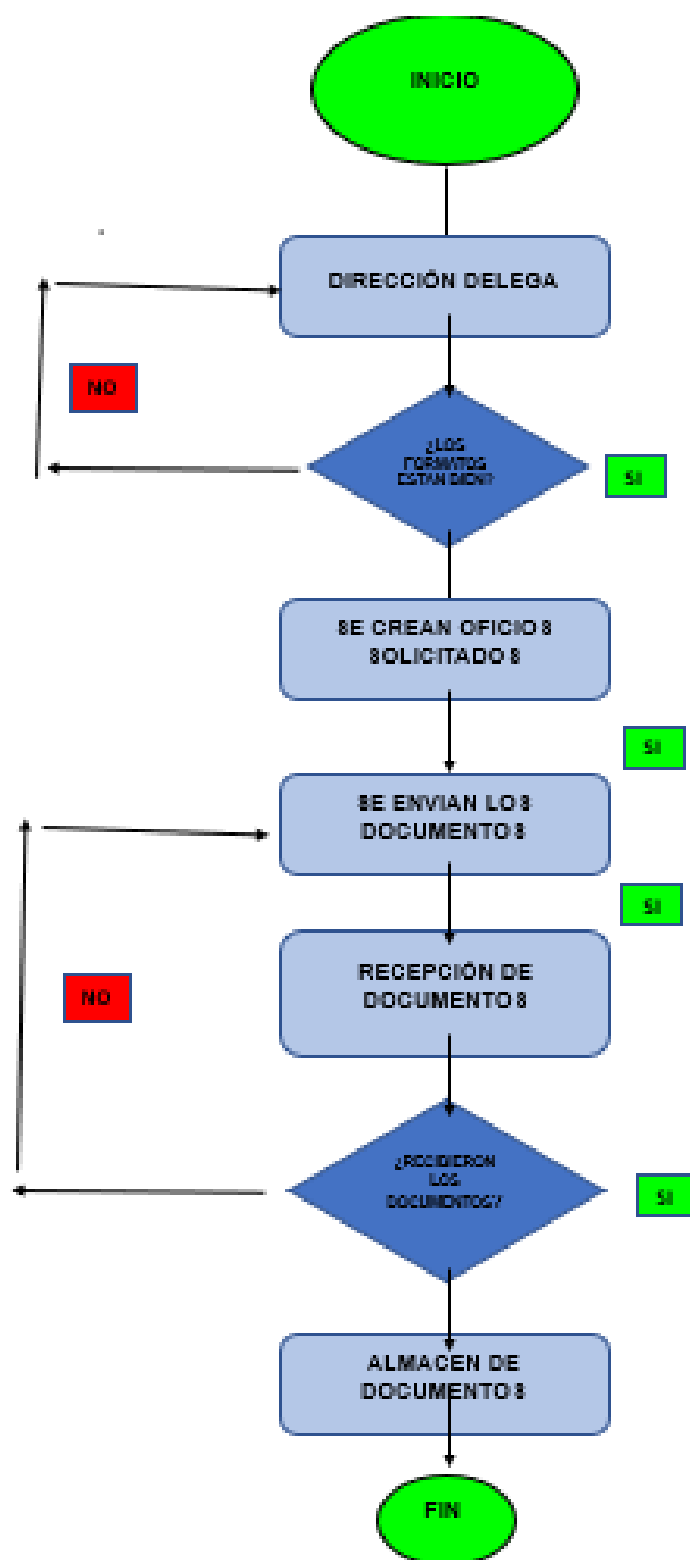 INICIO
DIRECCIÓN DELEGA
NO
¿LOS
FORMATOS
ESTAN BIEN?
SI
SE CREAN OFICIOS
SOLICITADOS
SI
SE ENVIAN LOS
DOCUMENTOS
SI
RECEPCIÓN DE
DOCUMENTOS
NO
¿RECIBIERON
LOS
DOCUMENTOS?
SI
ALMACEN DE
DOCUMENTOS
FIN